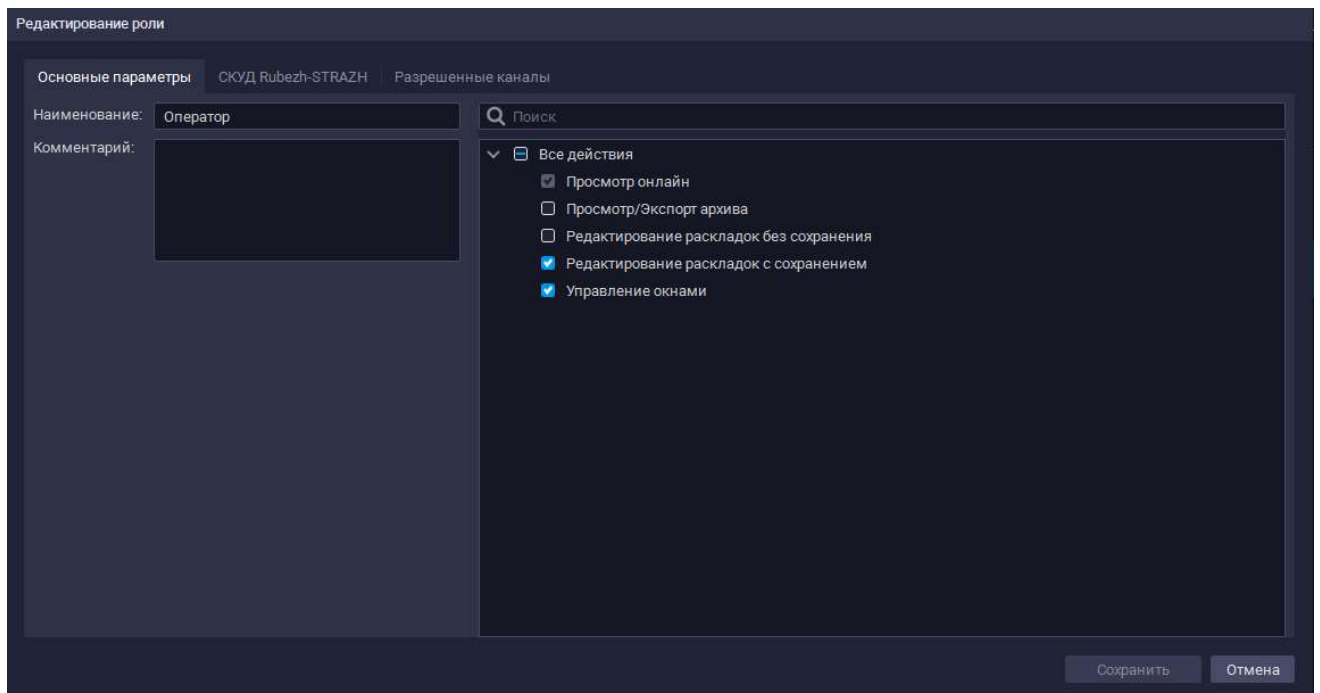 Редактирование роли
Основные параметры СКУД Rubezh-STRAZH Разрешенные каналы
Наименование: Оператор
Поиск
Комментарий:
Все действия
Просмотр онлайн
Просмотр/Экспорт архива
Редактирование раскладок без сохранения
Редактирование раскладок с сохранением
Управление окнами
Сохранить Отмена